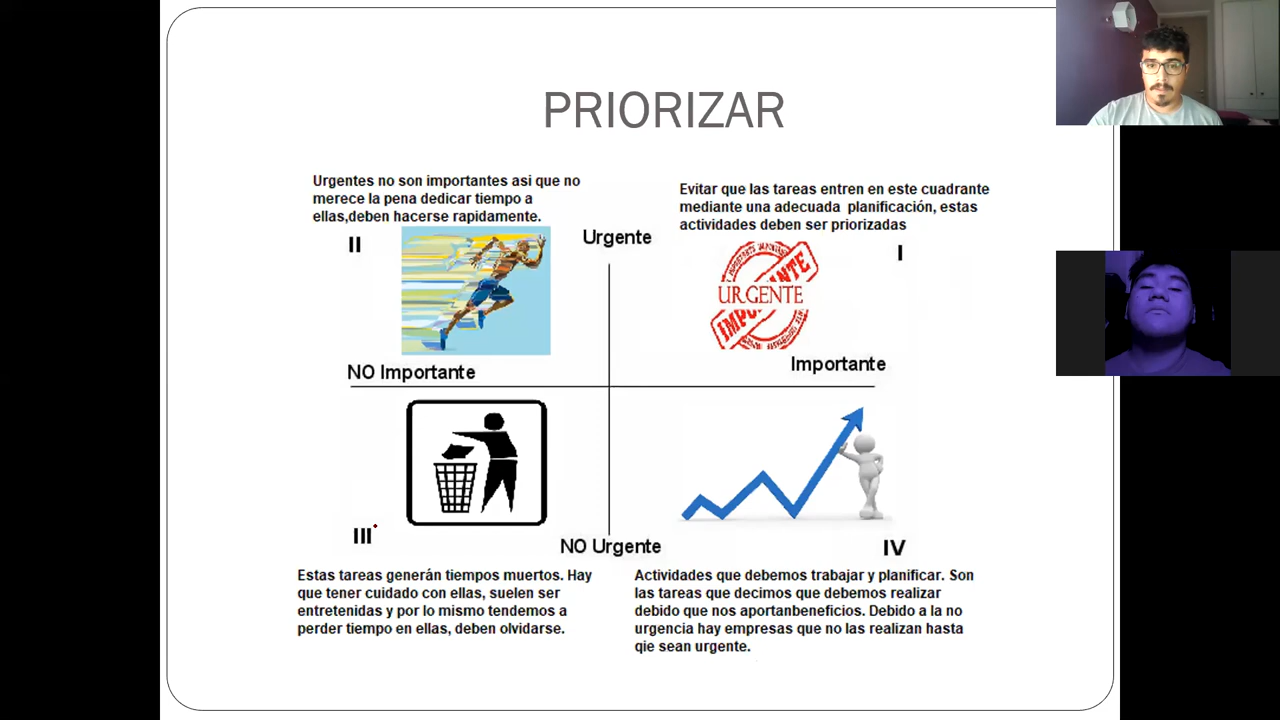 PRIORIZAR
Urgentes no son importantes asi que no
merece la pena dedicar tiempo a
ellas,deben hacerse rapidamente.
II
Evitar que las tareas entren en este cuadrante
mediante una adecuada planificación, estas
actividades deben ser priorizadas
I
Urgente
URGENTE
IMPORTANTE
NO Importante
Importante
III
NO Urgente
IV
Estas tareas generán tiempos muertos. Hay
que tener cuidado con ellas, suelen ser
entretenidas y por lo mismo tendemos a
perder tiempo en ellas, deben olvidarse.
Actividades que debemos trabajar y planificar. Son
las tareas que decimos que debemos realizar
debido que nos aportanbeneficios. Debido a la no
urgencia hay empresas que no las realizan hasta
qie sean urgente.